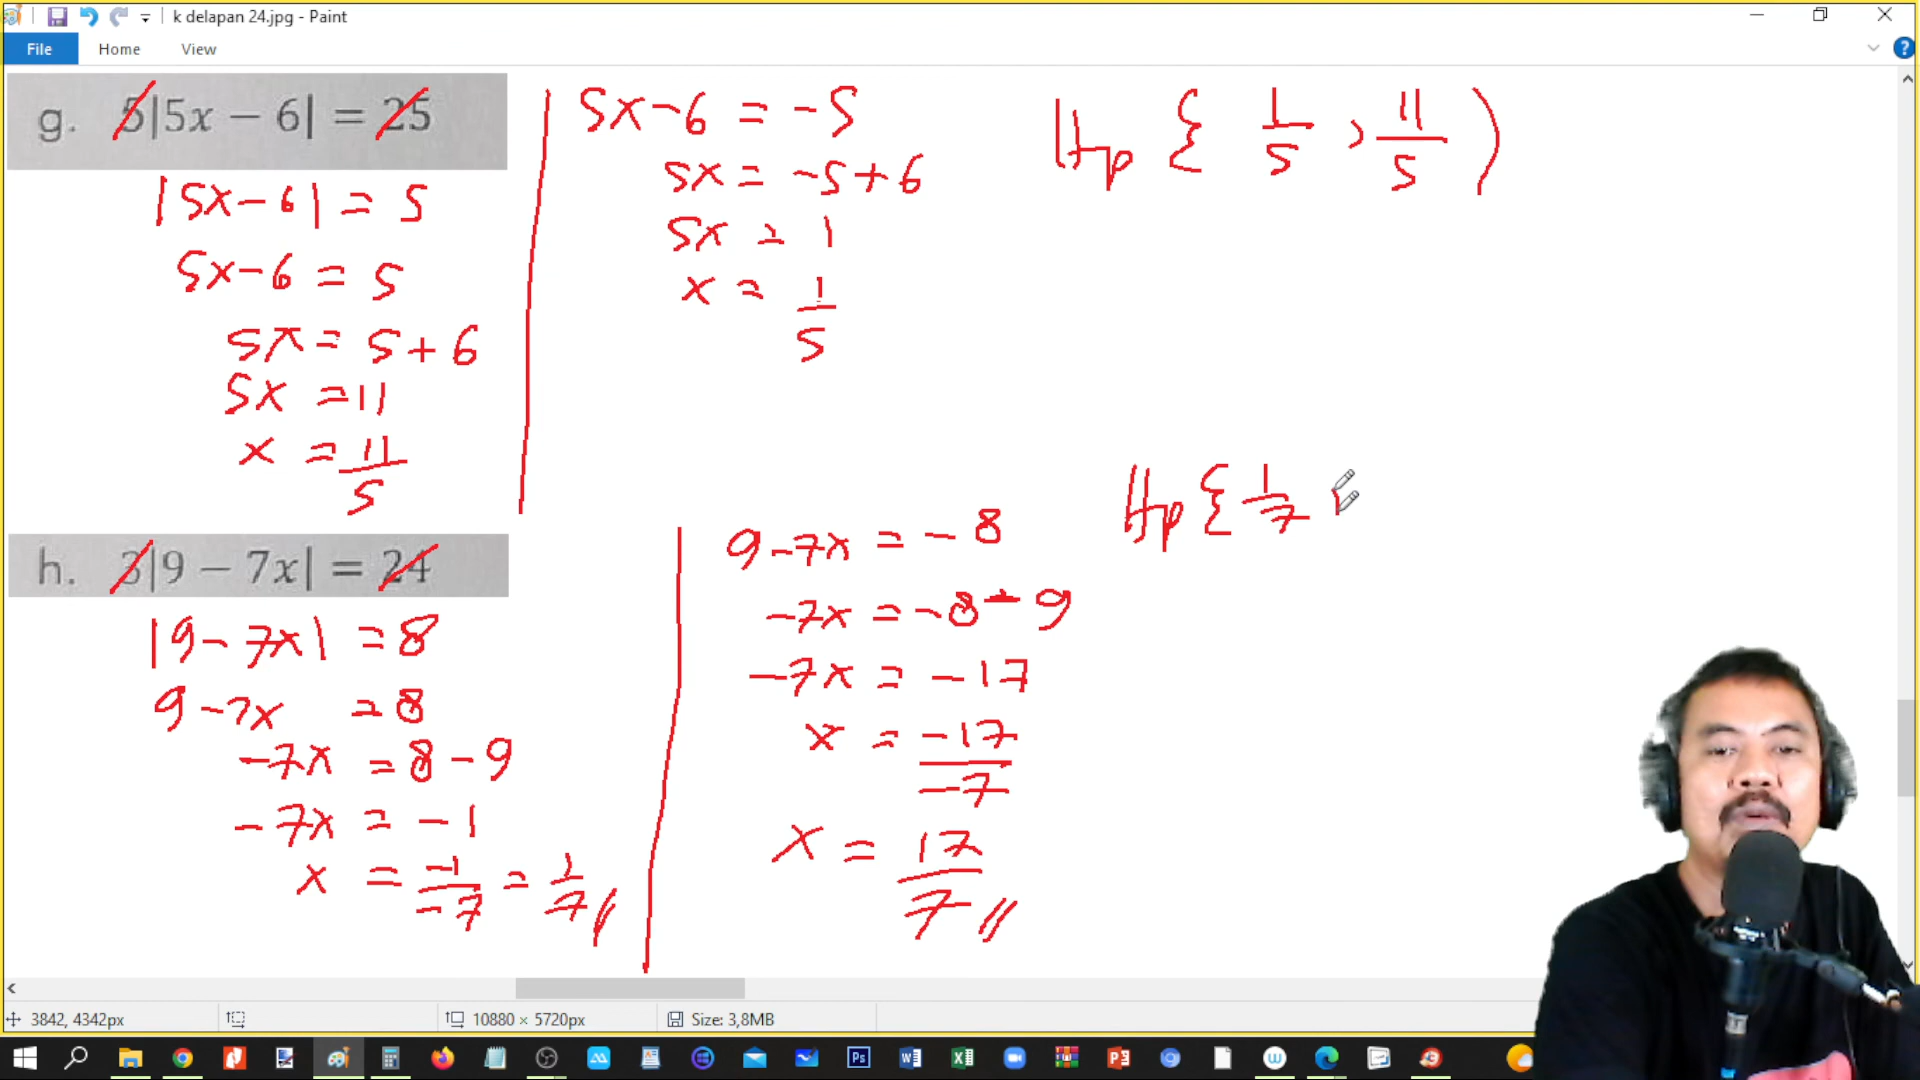 k delapan 24.jpg - Paint
File Home View
g. 5|5x − 6| = 25
|5x-6| = 5
5x-6 = 5
5x = 5+6
5x = 11
x = 11/5
5x-6 = -5
5x = -5+6
5x = 1
x = 1/5
Hp { 1/5 , 11/5 )
h. 3|9 − 7x| = 24
|9-7x| = 8
9-7x = 8
-7x = 8-9
-7x = -1
x = -1/-7 = 1/7 //
9-7x = -8
-7x = -8-9
-7x = -17
x = -17/-7
x = 17/7 //
Hp { 1/7
3842, 4342px
10880 × 5720px
Size: 3,8MB